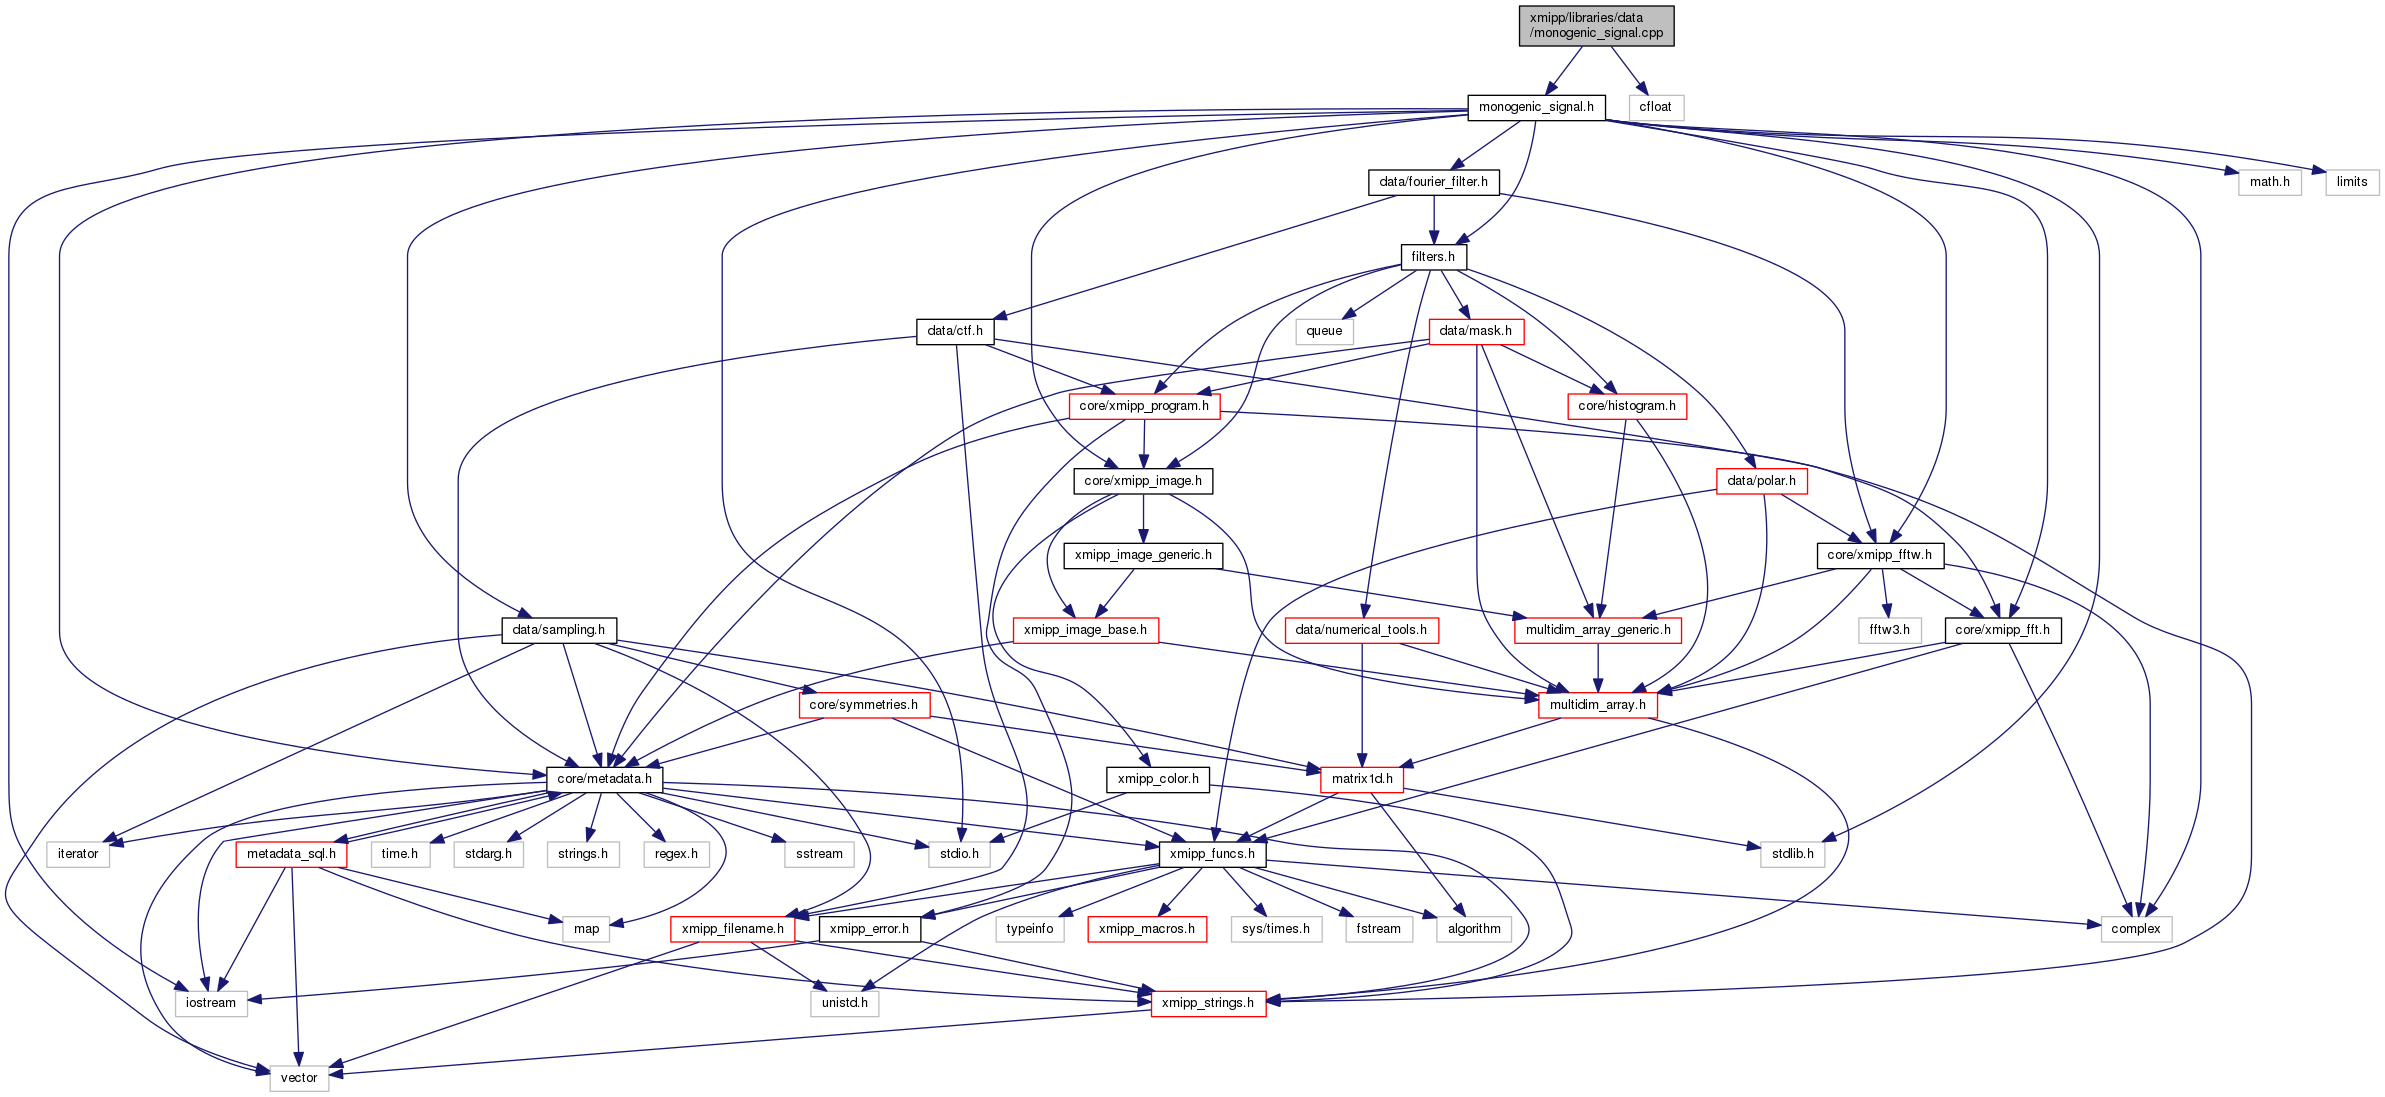 xmipp/libraries/data
/monogenic_signal.cpp
monogenic_signal.h
cfloat
data/fourier_filter.h
math.h
limits
filters.h
data/ctf.h
queue
data/mask.h
core/xmipp_program.h
core/histogram.h
core/xmipp_image.h
data/polar.h
xmipp_image_generic.h
core/xmipp_fftw.h
data/sampling.h
xmipp_image_base.h
data/numerical_tools.h
multidim_array_generic.h
fftw3.h
core/xmipp_fft.h
core/symmetries.h
multidim_array.h
core/metadata.h
xmipp_color.h
matrix1d.h
iterator
metadata_sql.h
time.h
stdarg.h
strings.h
regex.h
sstream
stdio.h
xmipp_funcs.h
stdlib.h
map
xmipp_filename.h
xmipp_error.h
typeinfo
xmipp_macros.h
sys/times.h
fstream
algorithm
complex
iostream
unistd.h
xmipp_strings.h
vector